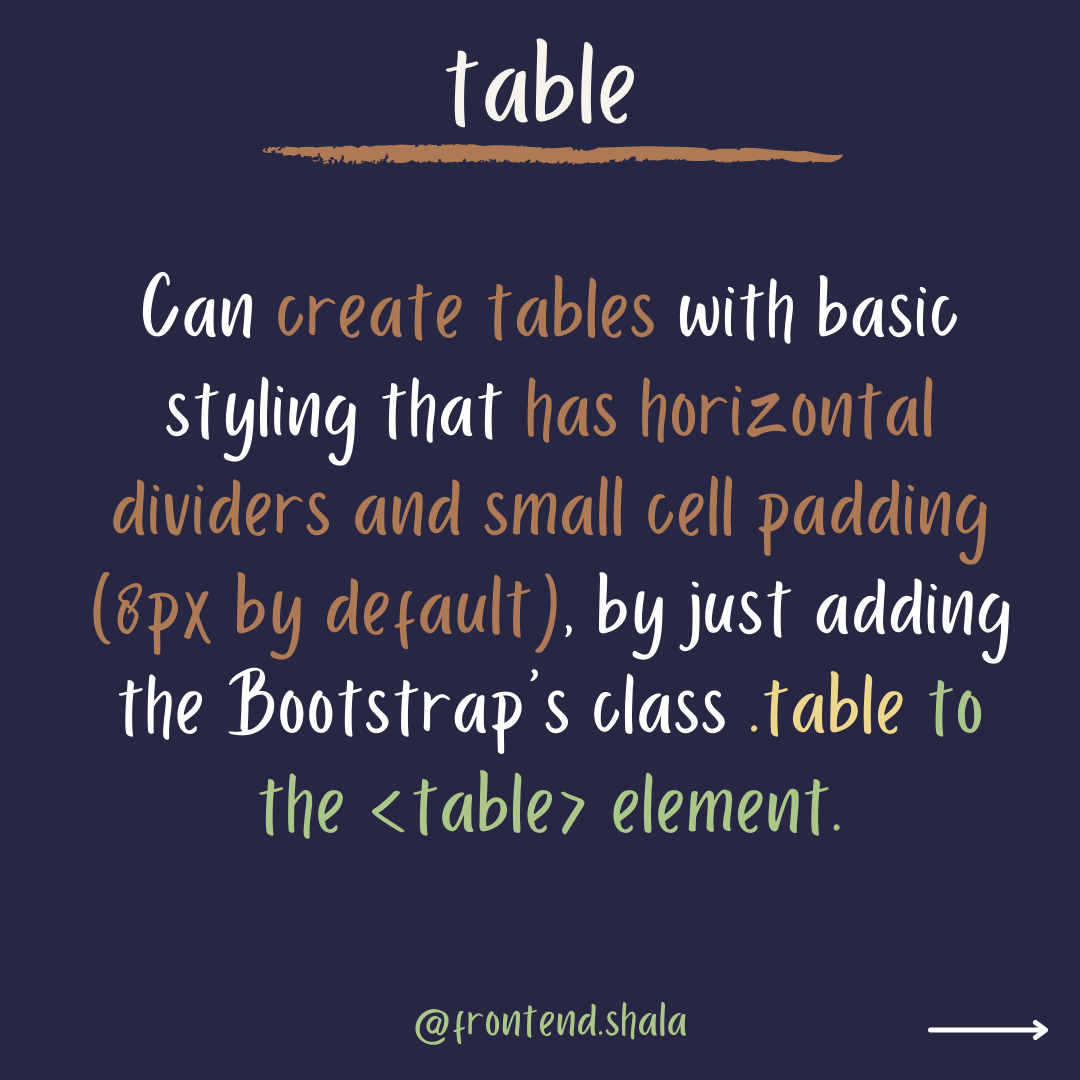 table
Can create tables with basic
styling that has horizontal
dividers and small cell padding
(8px by default), by just adding
the Bootstrap's class .table to
the <table> element.
@frontend.shala